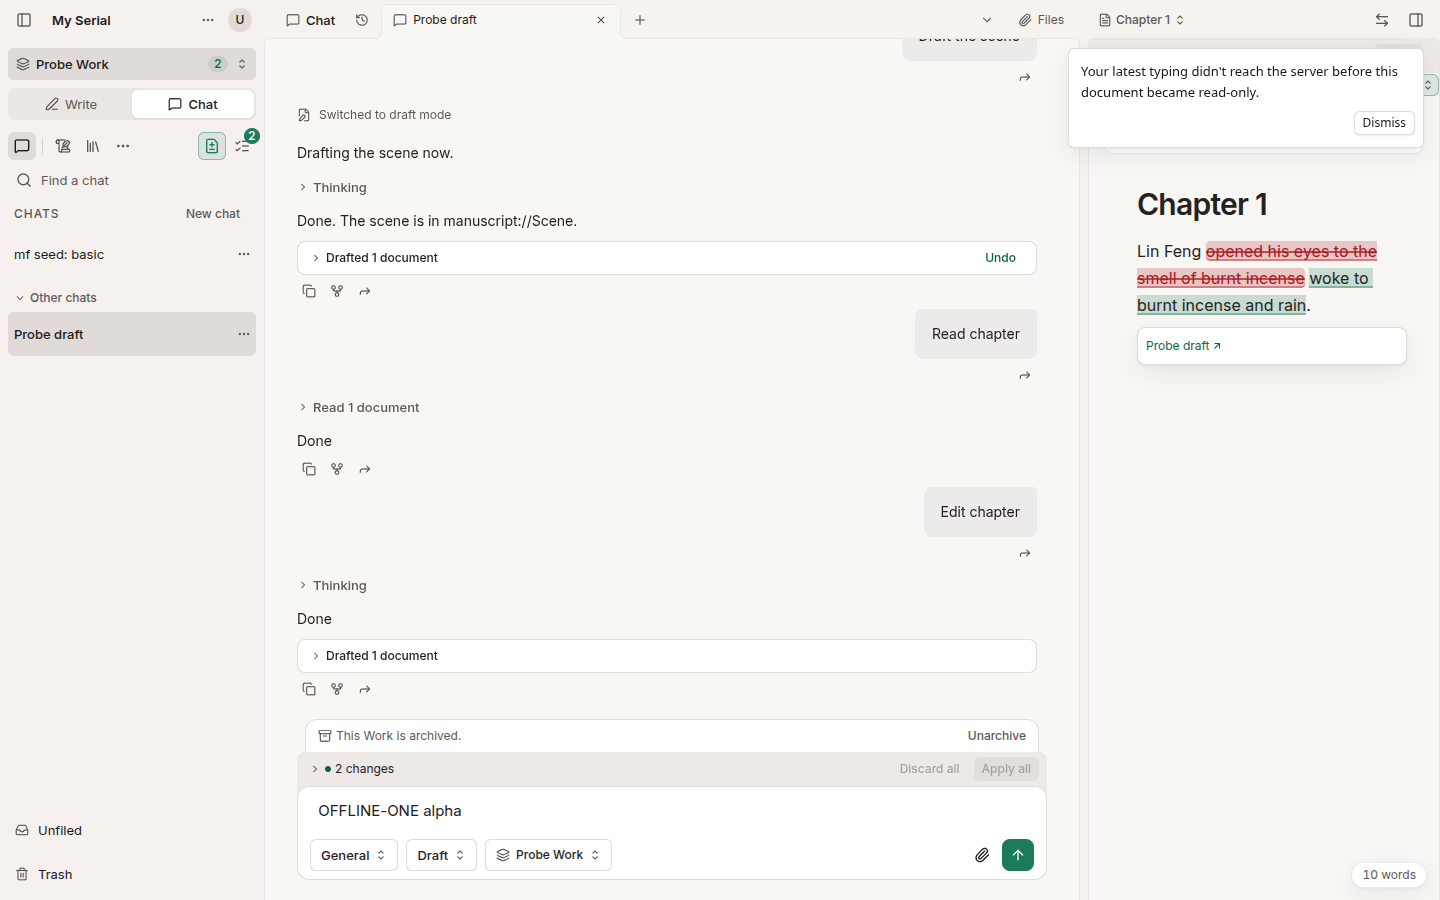 My Serial
U
Probe Work
2
Write
Chat
2
Find a chat
CHATS
New chat
mf seed: basic
Other chats
Probe draft
Unfiled
Trash
Chat
Probe draft
Files
Chapter 1
Draft the scene
Switched to draft mode
Drafting the scene now.
Thinking
Done. The scene is in manuscript://Scene.
Drafted 1 document
Undo
Read chapter
Read 1 document
Done
Edit chapter
Thinking
Done
Drafted 1 document
This Work is archived.
Unarchive
2 changes
Discard all
Apply all
OFFLINE-ONE alpha
General
Draft
Probe Work
Your latest typing didn't reach the server before this
document became read-only.
Dismiss
Chapter 1
Lin Feng opened his eyes to the
smell of burnt incense woke to
burnt incense and rain.
Probe draft
10 words